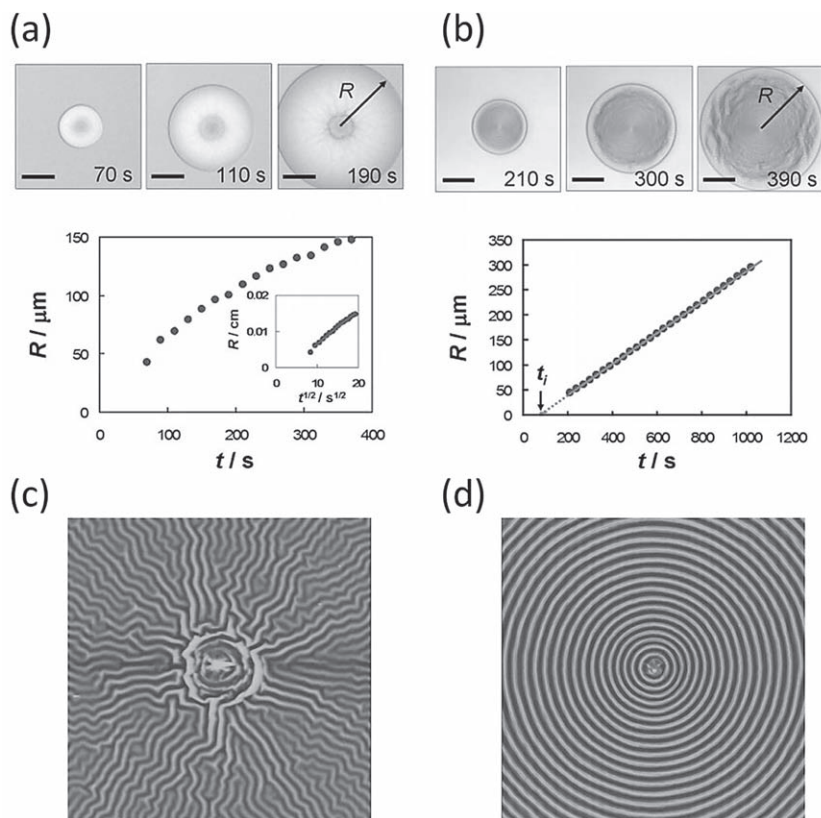 (a)
(b)
R
70 s
110 s
190 s
R
210 s
300 s
390 s
150
100
50
0
R / μm
0
100
200
300
400
t / s
0.02
0.01
0
R / cm
10
20
t1/2 / s1/2
350
300
250
200
150
100
50
0
R / μm
ti
0
200
400
600
800
1000
1200
t / s
(c)
(d)